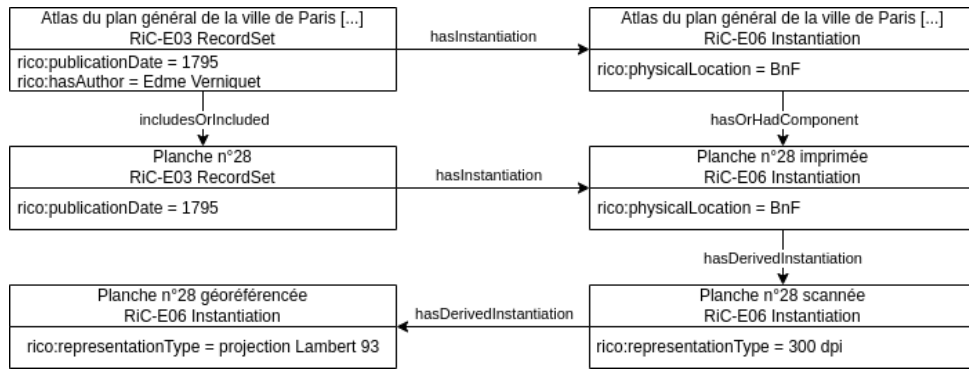 Atlas du plan général de la ville de Paris [...]
RiC-E03 RecordSet
rico:publicationDate = 1795
rico:hasAuthor = Edme Verniquet
hasInstantiation
Atlas du plan général de la ville de Paris [...]
RiC-E06 Instantiation
rico:physicalLocation = BnF
includesOrIncluded
hasOrHadComponent
Planche n°28
RiC-E03 RecordSet
rico:publicationDate = 1795
hasInstantiation
Planche n°28 imprimée
RiC-E06 Instantiation
rico:physicalLocation = BnF
hasDerivedInstantiation
Planche n°28 géoréférencée
RiC-E06 Instantiation
rico:representationType = projection Lambert 93
hasDerivedInstantiation
Planche n°28 scannée
RiC-E06 Instantiation
rico:representationType = 300 dpi